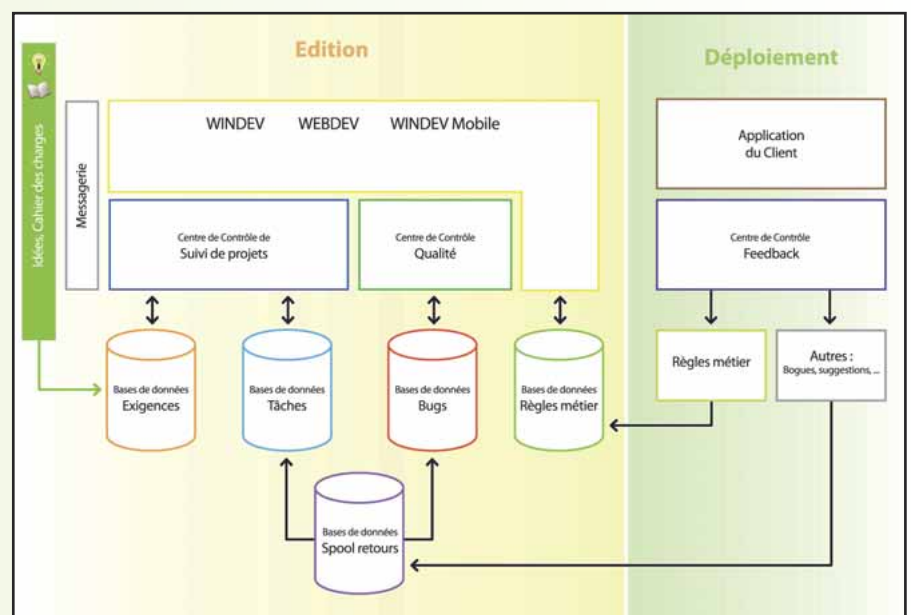 Edition
Déploiement
Idées, Cahier des charges
Messagerie
WINDEV WEBDEV WINDEV Mobile
Application
du Client
Centre de Contrôle de
Suivi de projets
Centre de Contrôle
Qualité
Centre de Contrôle
Feedback
Bases de données
Exigences
Bases de données
Tâches
Bases de données
Bugs
Bases de données
Règles métier
Règles métier
Autres :
Bogues, suggestions, ...
Bases de données
Spool retours